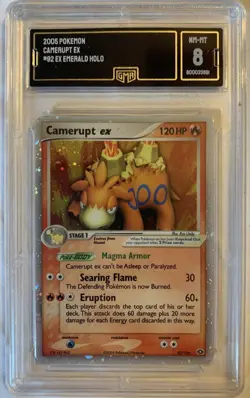 2005 POKEMON
CAMERUPT EX
#92 EX EMERALD HOLO
GMA
NM-MT
8
Camerupt ex 120 HP
STAGE 1
POKé-BODY Magma Armor
Camerupt ex can't be Asleep or Paralyzed.
Searing Flame 30
The Defending Pokémon is now Burned.
Eruption 60+
Each player discards the top card of his or her
deck. This attack does 60 damage plus 20 more
damage for each Energy card discarded in this way.